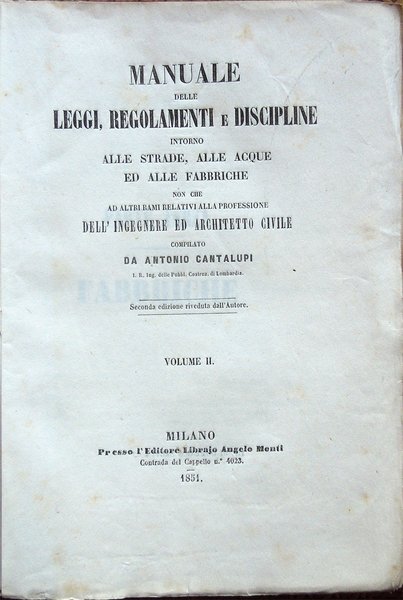 MANUALE
DELLE
LEGGI, REGOLAMENTI E DISCIPLINE
INTORNO
ALLE STRADE, ALLE ACQUE
ED ALLE FABBRICHE
NON CHE
AD ALTRI RAMI RELATIVI ALLA PROFESSIONE
DELL' INGEGNERE ED ARCHITETTO CIVILE
COMPILATO
DA ANTONIO CANTALUPI
I. R. Ing. delle Pubbl. Costruz. di Lombardia.
Seconda edizione riveduta dall'Autore.
VOLUME II.
MILANO
Presso l'Editore Librajo Angelo Monti
Contrada del Cappello n.° 4023.
1851.